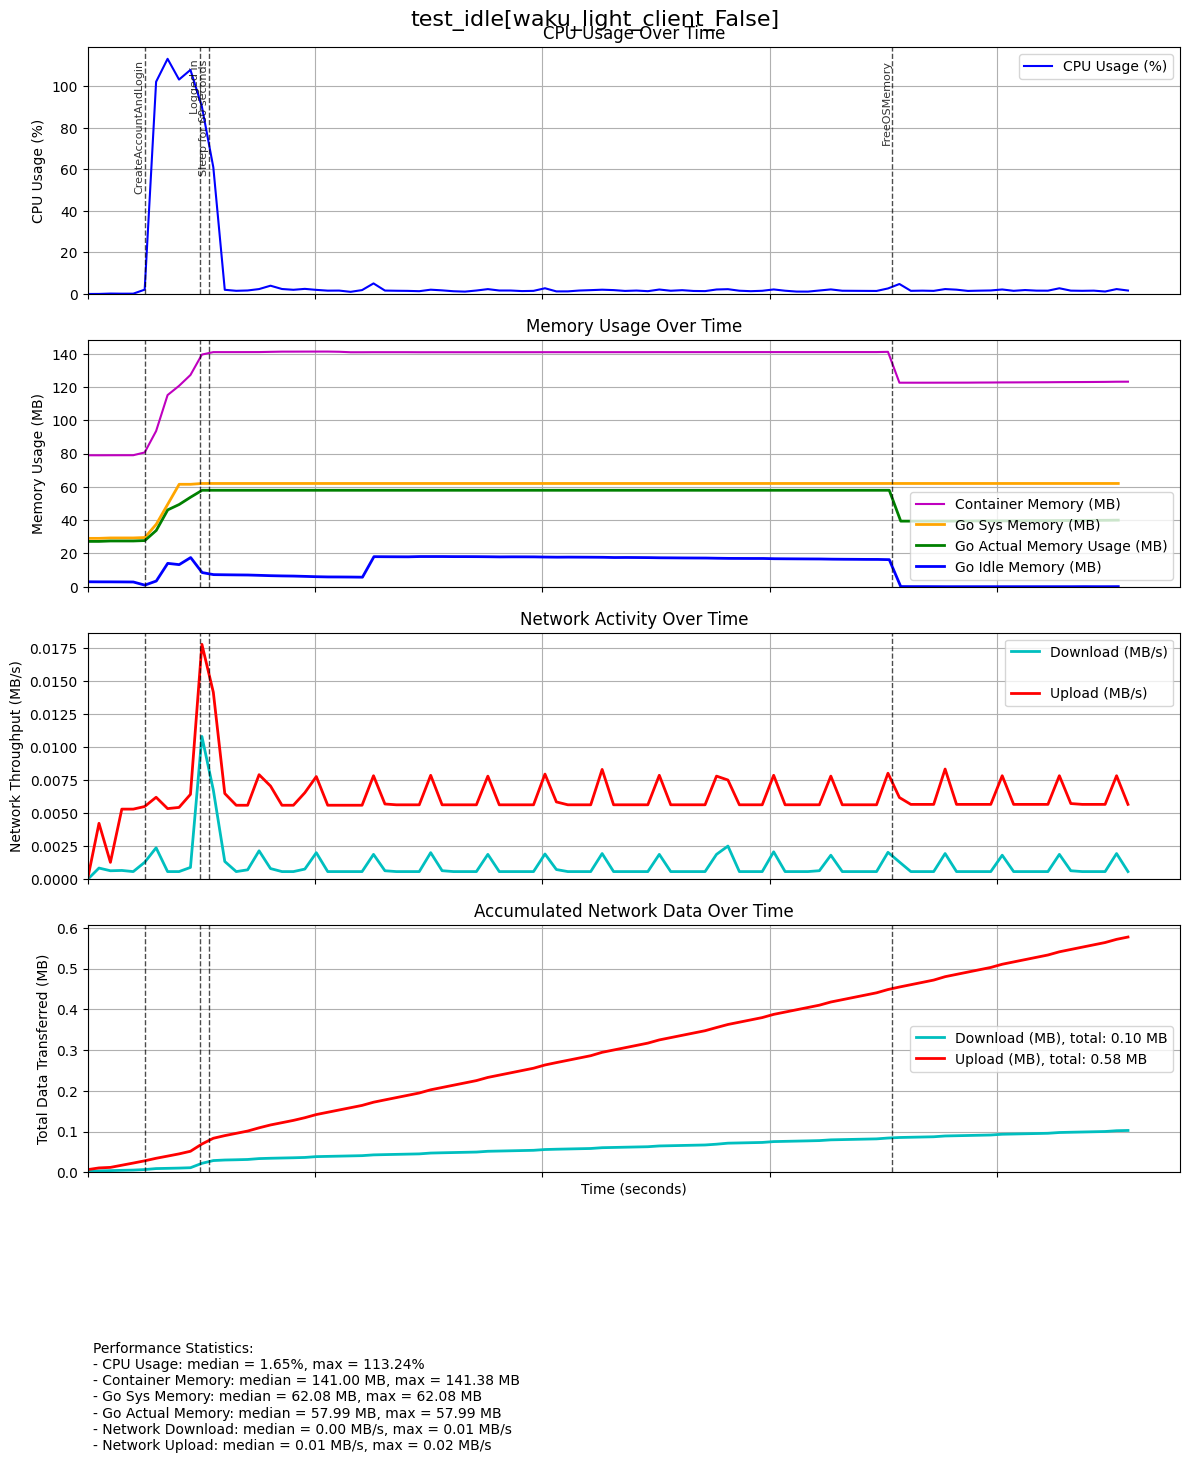 test_idle[waku_light_client_False]
CPU Usage Over Time
CPU Usage (%)
100
80
60
40
20
0
CreateAccountAndLogin
Logged in
Sleep for 60 seconds
FreeOSMemory
CPU Usage (%)
Memory Usage Over Time
Memory Usage (MB)
140
120
100
80
60
40
20
0
Container Memory (MB)
Go Sys Memory (MB)
Go Actual Memory Usage (MB)
Go Idle Memory (MB)
Network Activity Over Time
Network Throughput (MB/s)
0.0175
0.0150
0.0125
0.0100
0.0075
0.0050
0.0025
0.0000
Download (MB/s)
Upload (MB/s)
Accumulated Network Data Over Time
Total Data Transferred (MB)
0.6
0.5
0.4
0.3
0.2
0.1
0.0
Download (MB), total: 0.10 MB
Upload (MB), total: 0.58 MB
Time (seconds)
Performance Statistics:
- CPU Usage: median = 1.65%, max = 113.24%
- Container Memory: median = 141.00 MB, max = 141.38 MB
- Go Sys Memory: median = 62.08 MB, max = 62.08 MB
- Go Actual Memory: median = 57.99 MB, max = 57.99 MB
- Network Download: median = 0.00 MB/s, max = 0.01 MB/s
- Network Upload: median = 0.01 MB/s, max = 0.02 MB/s